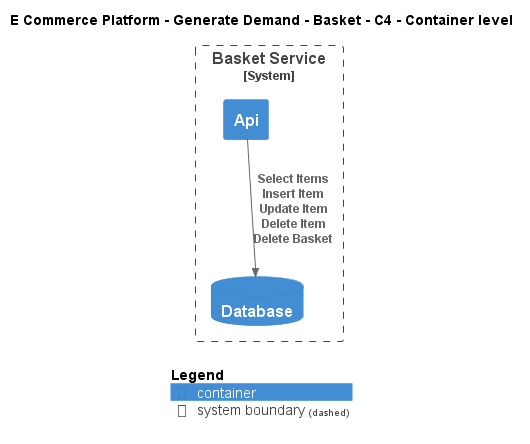 E Commerce Platform - Generate Demand - Basket - C4 - Container level
Basket Service
[System]
Api
Select Items
Insert Item
Update Item
Delete Item
Delete Basket
Database
Legend
container
system boundary (dashed)